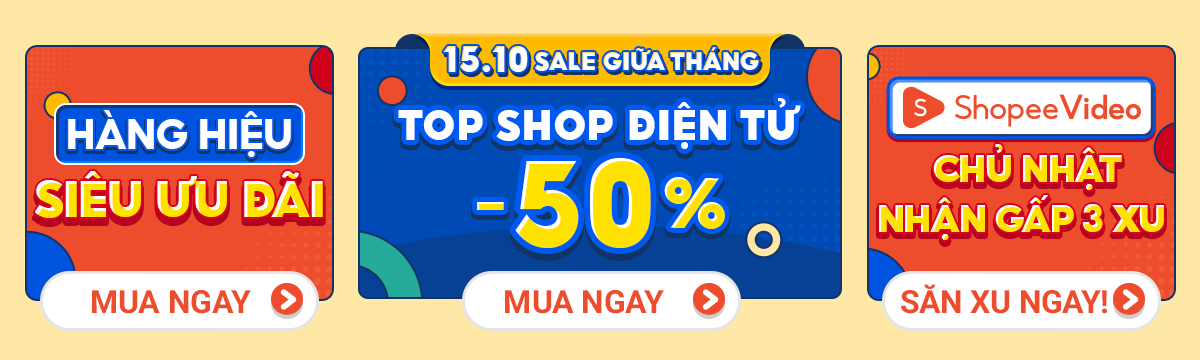 HÀNG HIỆU
SIÊU ƯU ĐÃI
MUA NGAY
15.10 SALE GIỮA THÁNG
TOP SHOP ĐIỆN TỬ
-50%
MUA NGAY
S ShopeeVideo
CHỦ NHẬT
NHẬN GẤP 3 XU
SĂN XU NGAY!